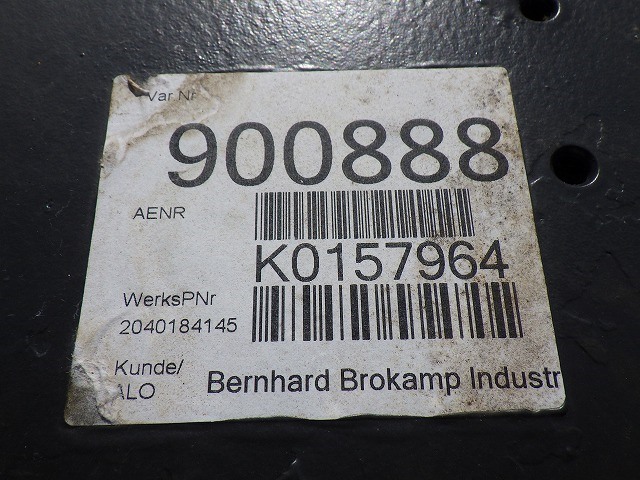 Var Nr
900888
AENR
K0157964
WerksPNr
2040184145
Kunde/
ALO
Bernhard Brokamp Industr